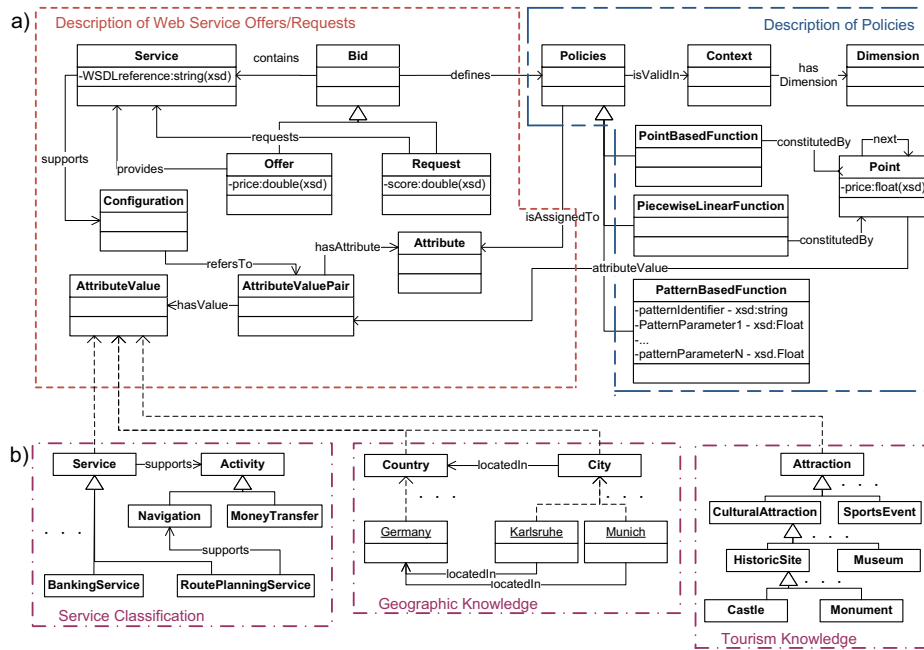 a)
Description of Web Service Offers/Requests
Description of Policies
Service
-WSDLreference:string(xsd)
contains
Bid
defines
Policies
isValidIn
Context
has
Dimension
Dimension
requests
supports
provides
Offer
-price:double(xsd)
Request
-score:double(xsd)
PointBasedFunction
constitutedBy
next
Point
-price:float(xsd)
Configuration
isAssignedTo
PiecewiseLinearFunction
constitutedBy
hasAttribute
Attribute
refersTo
attributeValue
AttributeValue
hasValue
AttributeValuePair
PatternBasedFunction
-patternIdentifier - xsd:string
-PatternParameter1 - xsd:Float
-...
-patternParameterN - xsd.Float
b)
Service
supports
Activity
Navigation
MoneyTransfer
. . .
supports
BankingService
RoutePlanningService
Service Classification
Country
locatedIn
City
. . .
. . .
Germany
Karlsruhe
Munich
locatedIn
locatedIn
Geographic Knowledge
Attraction
. . .
CulturalAttraction
SportsEvent
. . .
HistoricSite
Museum
. . .
Castle
Monument
Tourism Knowledge